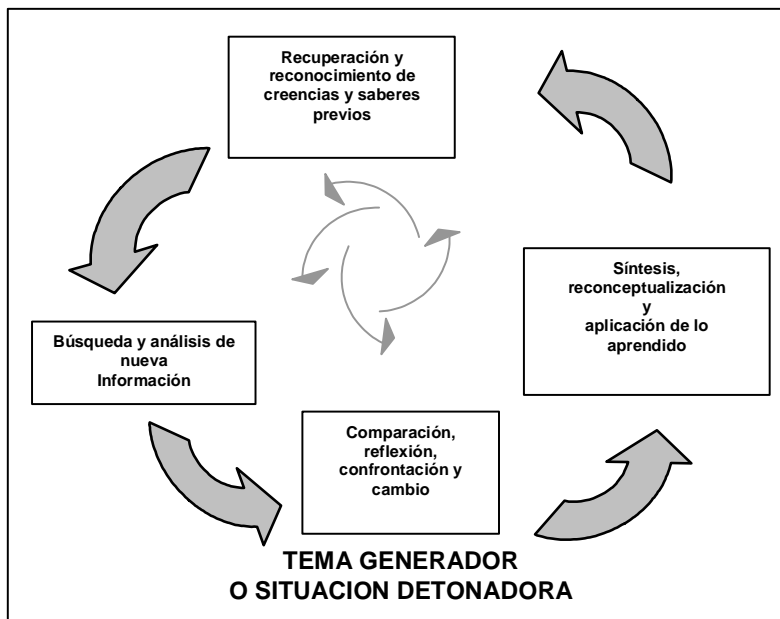 Recuperación y
reconocimiento de
creencias y saberes
previos
Búsqueda y análisis de
nueva
Información
Comparación,
reflexión,
confrontación y
cambio
Síntesis,
reconceptualización
y
aplicación de lo
aprendido
TEMA GENERADOR
O SITUACION DETONADORA